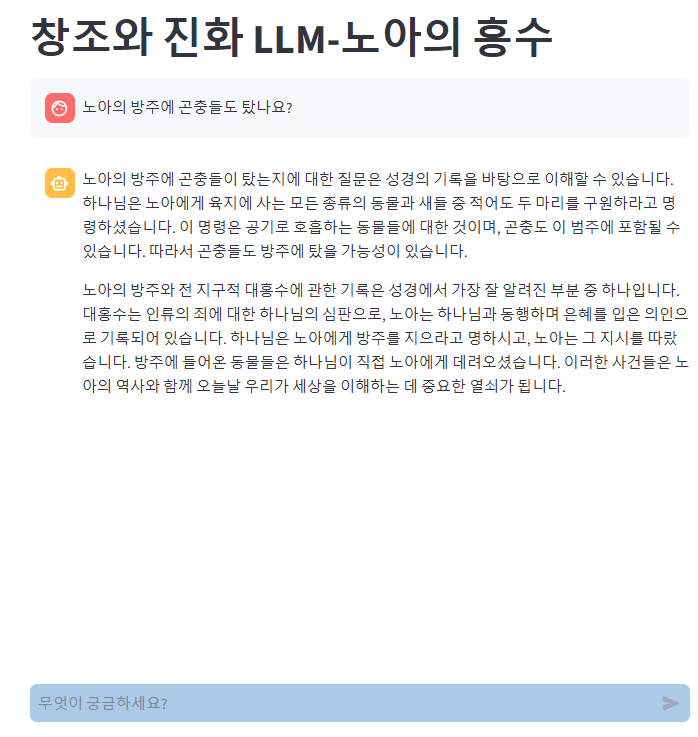 창조와 진화 LLM-노아의 홍수
노아의 방주에 곤충들도 탔나요?
노아의 방주에 곤충들이 탔는지에 대한 질문은 성경의 기록을 바탕으로 이해할 수 있습니다.
하나님은 노아에게 육지에 사는 모든 종류의 동물과 새들 중 적어도 두 마리를 구원하라고 명
령하셨습니다. 이 명령은 공기로 호흡하는 동물들에 대한 것이며, 곤충도 이 범주에 포함될 수
있습니다. 따라서 곤충들도 방주에 탔을 가능성이 있습니다.
노아의 방주와 전 지구적 대홍수에 관한 기록은 성경에서 가장 잘 알려진 부분 중 하나입니다.
대홍수는 인류의 죄에 대한 하나님의 심판으로, 노아는 하나님과 동행하며 은혜를 입은 의인으
로 기록되어 있습니다. 하나님은 노아에게 방주를 지으라고 명하시고, 노아는 그 지시를 따랐
습니다. 방주에 들어온 동물들은 하나님이 직접 노아에게 데려오셨습니다. 이러한 사건들은 노
아의 역사와 함께 오늘날 우리가 세상을 이해하는 데 중요한 열쇠가 됩니다.
무엇이 궁금하세요?